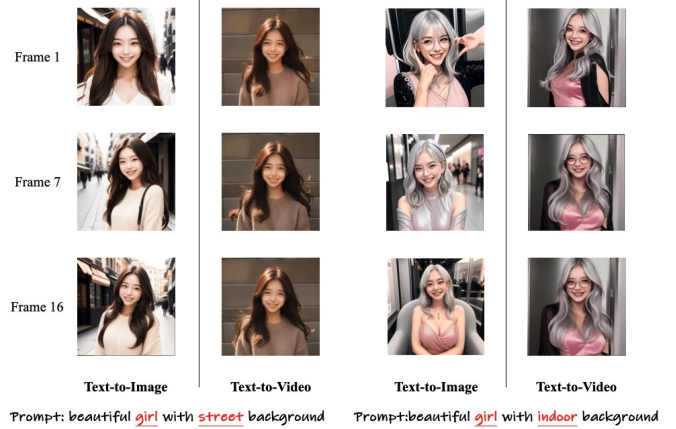 Frame 1
Frame 7
Frame 16
Text-to-Image Text-to-Video Text-to-Image Text-to-Video
Prompt: beautiful girl with street background
Prompt:beautiful girl with indoor background